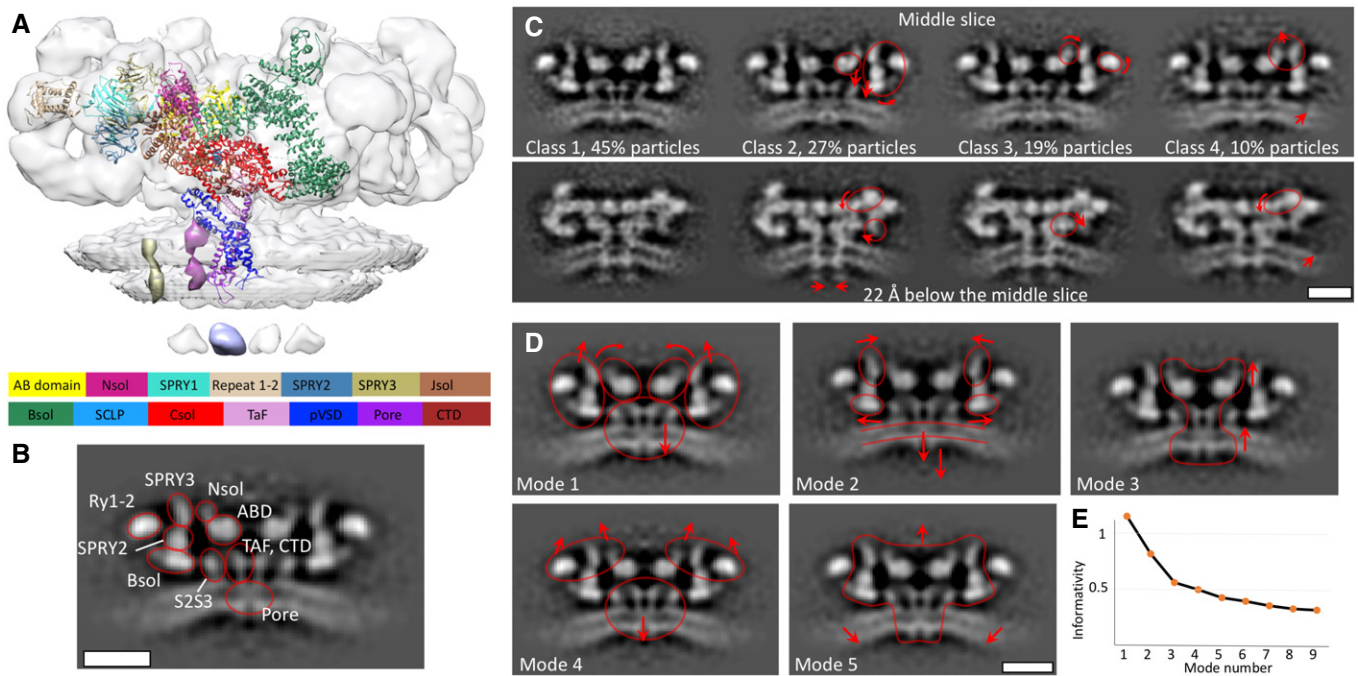 A
AB domain Nsol SPRY1 Repeat 1-2 SPRY2 SPRY3 Jsol
Bsol SCLP Csol TaF pVSD Pore CTD
B
SPRY3
Nsol
Ry1-2
ABD
SPRY2
TAF, CTD
Bsol
S2S3
Pore
C
Middle slice
Class 1, 45% particles Class 2, 27% particles Class 3, 19% particles Class 4, 10% particles
22 Å below the middle slice
D
Mode 1 Mode 2 Mode 3
Mode 4 Mode 5
E
1
0.5
Informativity
1 2 3 4 5 6 7 8 9
Mode number